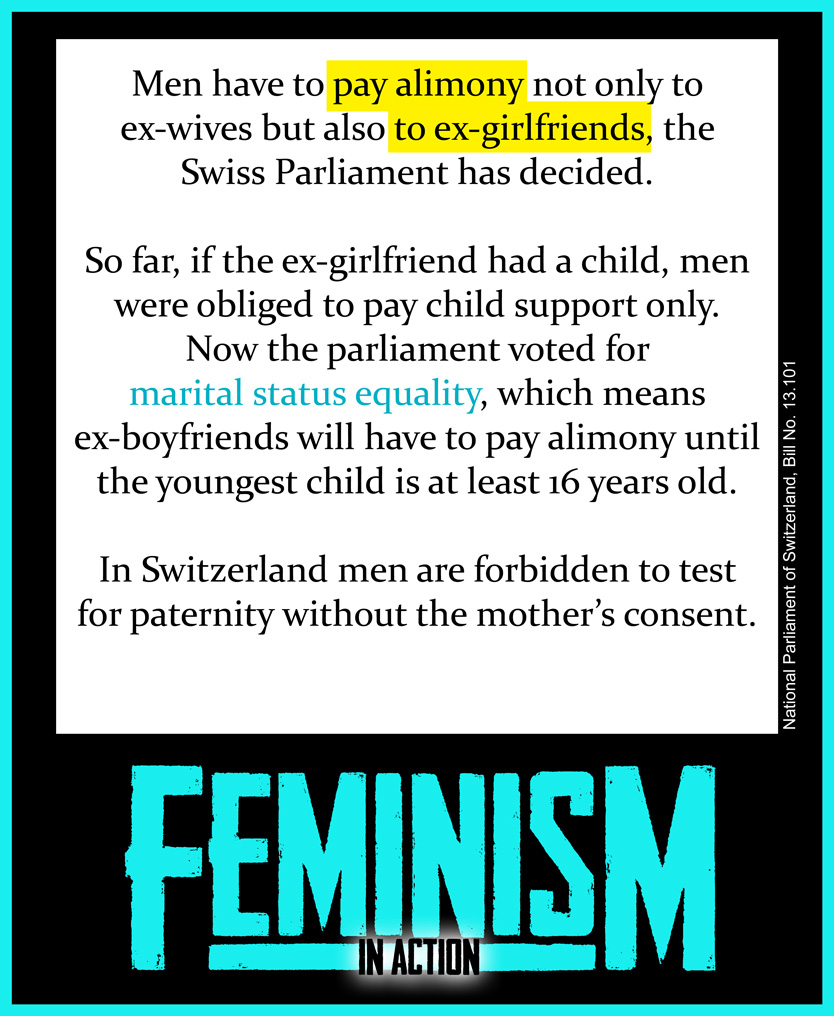 Men have to pay alimony not only to
ex-wives but also to ex-girlfriends, the
Swiss Parliament has decided.
So far, if the ex-girlfriend had a child, men
were obliged to pay child support only.
Now the parliament voted for
marital status equality, which means
ex-boyfriends will have to pay alimony until
the youngest child is at least 16 years old.
In Switzerland men are forbidden to test
for paternity without the mother’s consent.
National Parliament of Switzerland, Bill No. 13.101
FEMINISM
IN ACTION